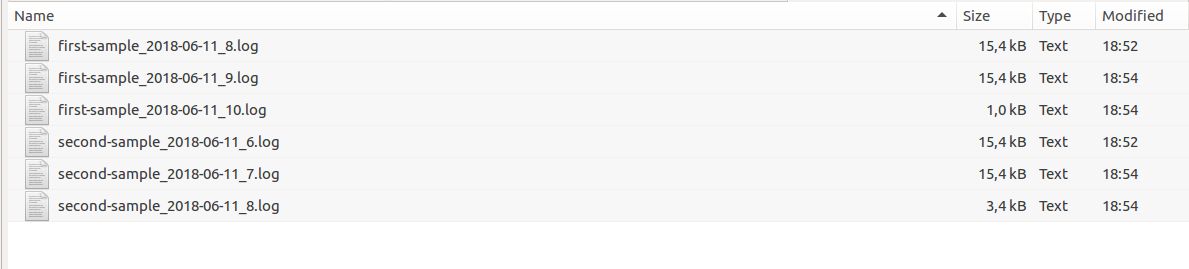 Name Size Type Modified
first-sample_2018-06-11_8.log 15,4 kB Text 18:52
first-sample_2018-06-11_9.log 15,4 kB Text 18:54
first-sample_2018-06-11_10.log 1,0 kB Text 18:54
second-sample_2018-06-11_6.log 15,4 kB Text 18:52
second-sample_2018-06-11_7.log 15,4 kB Text 18:54
second-sample_2018-06-11_8.log 3,4 kB Text 18:54